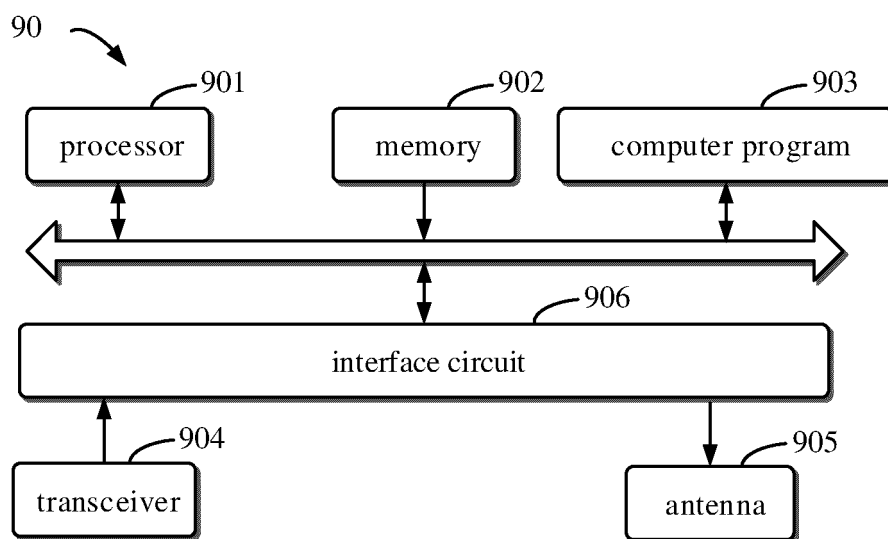 90
901
902
903
processor
memory
computer program
906
interface circuit
904
905
transceiver
antenna